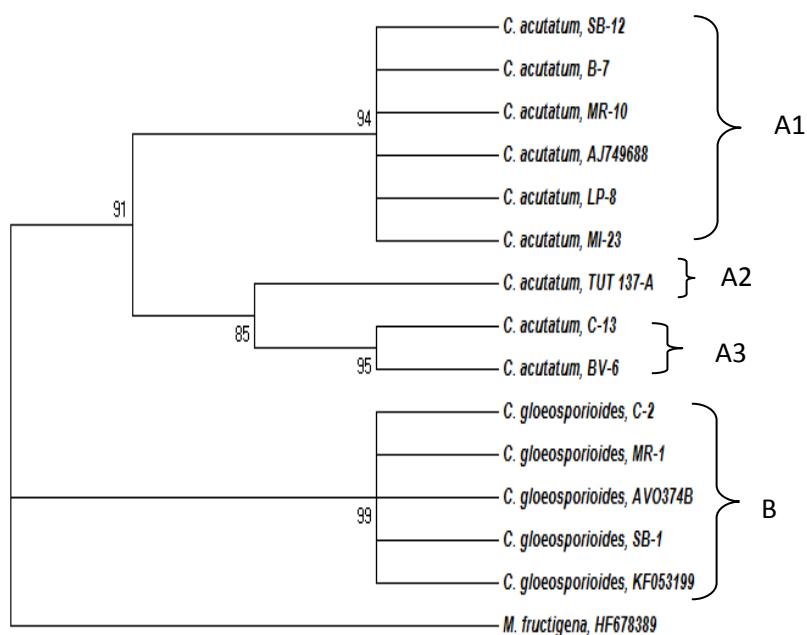 C. acutatum, SB-12
C. acutatum, B-7
94
C. acutatum, MR-10
A1
C. acutatum, AJ749688
C. acutatum, LP-8
91
C. acutatum, MI-23
C. acutatum, TUT 137-A
A2
C. acutatum, C-13
85
A3
95
C. acutatum, BV-6
C. gloeosporioides, C-2
C. gloeosporioides, MR-1
C. gloeosporioides, AVO374B
B
99
C. gloeosporioides, SB-1
C. gloeosporioides, KF053199
M. fructigena, HF678389